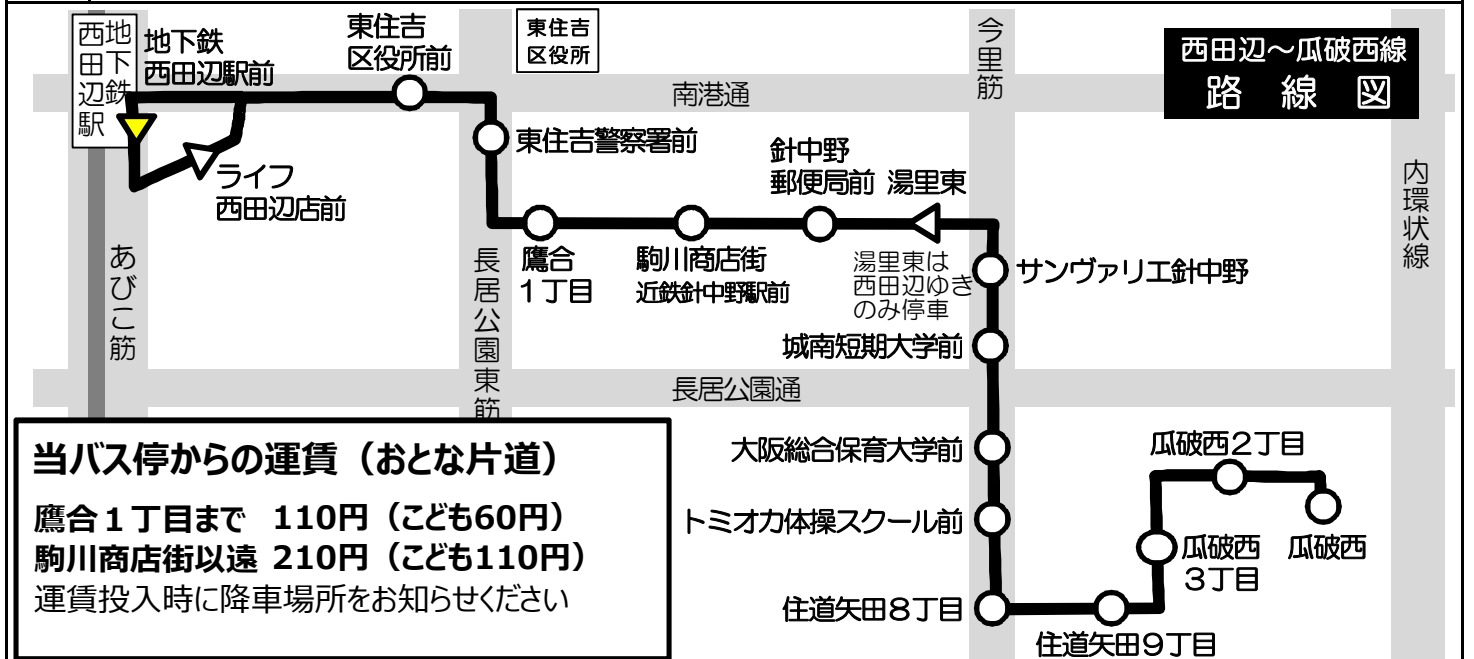 西田辺～瓜破西線
路線図
地下鉄
西田辺駅
地下鉄
西田辺駅前
東住吉
区役所前
東住吉
区役所
今里筋
南港通
東住吉警察署前
針中野
郵便局前
湯里東
ライフ
西田辺店前
内環状線
あびこ筋
長居公園東筋
鷹合
1丁目
駒川商店街
近鉄針中野駅前
湯里東は
西田辺ゆき
のみ停車
サンヴァリエ針中野
城南短期大学前
長居公園通
大阪総合保育大学前
トミオカ体操スクール前
住道矢田8丁目
住道矢田9丁目
瓜破西
3丁目
瓜破西2丁目
瓜破西
当バス停からの運賃（おとな片道）
鷹合１丁目まで 110円（こども60円）
駒川商店街以遠 210円（こども110円）
運賃投入時に降車場所をお知らせください